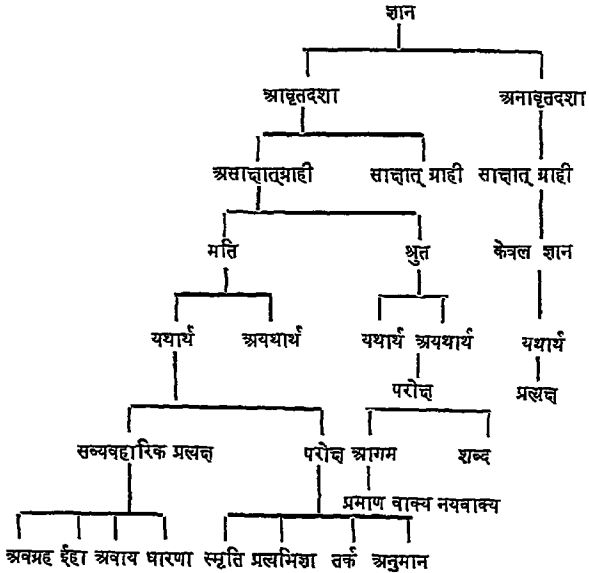 ज्ञान
आवृतदशा अनावृतदशा
असाक्षात्ग्राही साक्षात् ग्राही साक्षात् ग्राही
मति श्रुत केवल ज्ञान
यथार्थ अयथार्थ यथार्थ अयथार्थ यथार्थ
परोक्ष प्रत्यक्ष
सव्यवहारिक प्रत्यक्ष परोक्ष आगम शब्द
प्रमाण वाक्य नयवाक्य
अवग्रह ईहा अवाय धारणा स्मृति प्रत्यभिज्ञा तर्क अनुमान